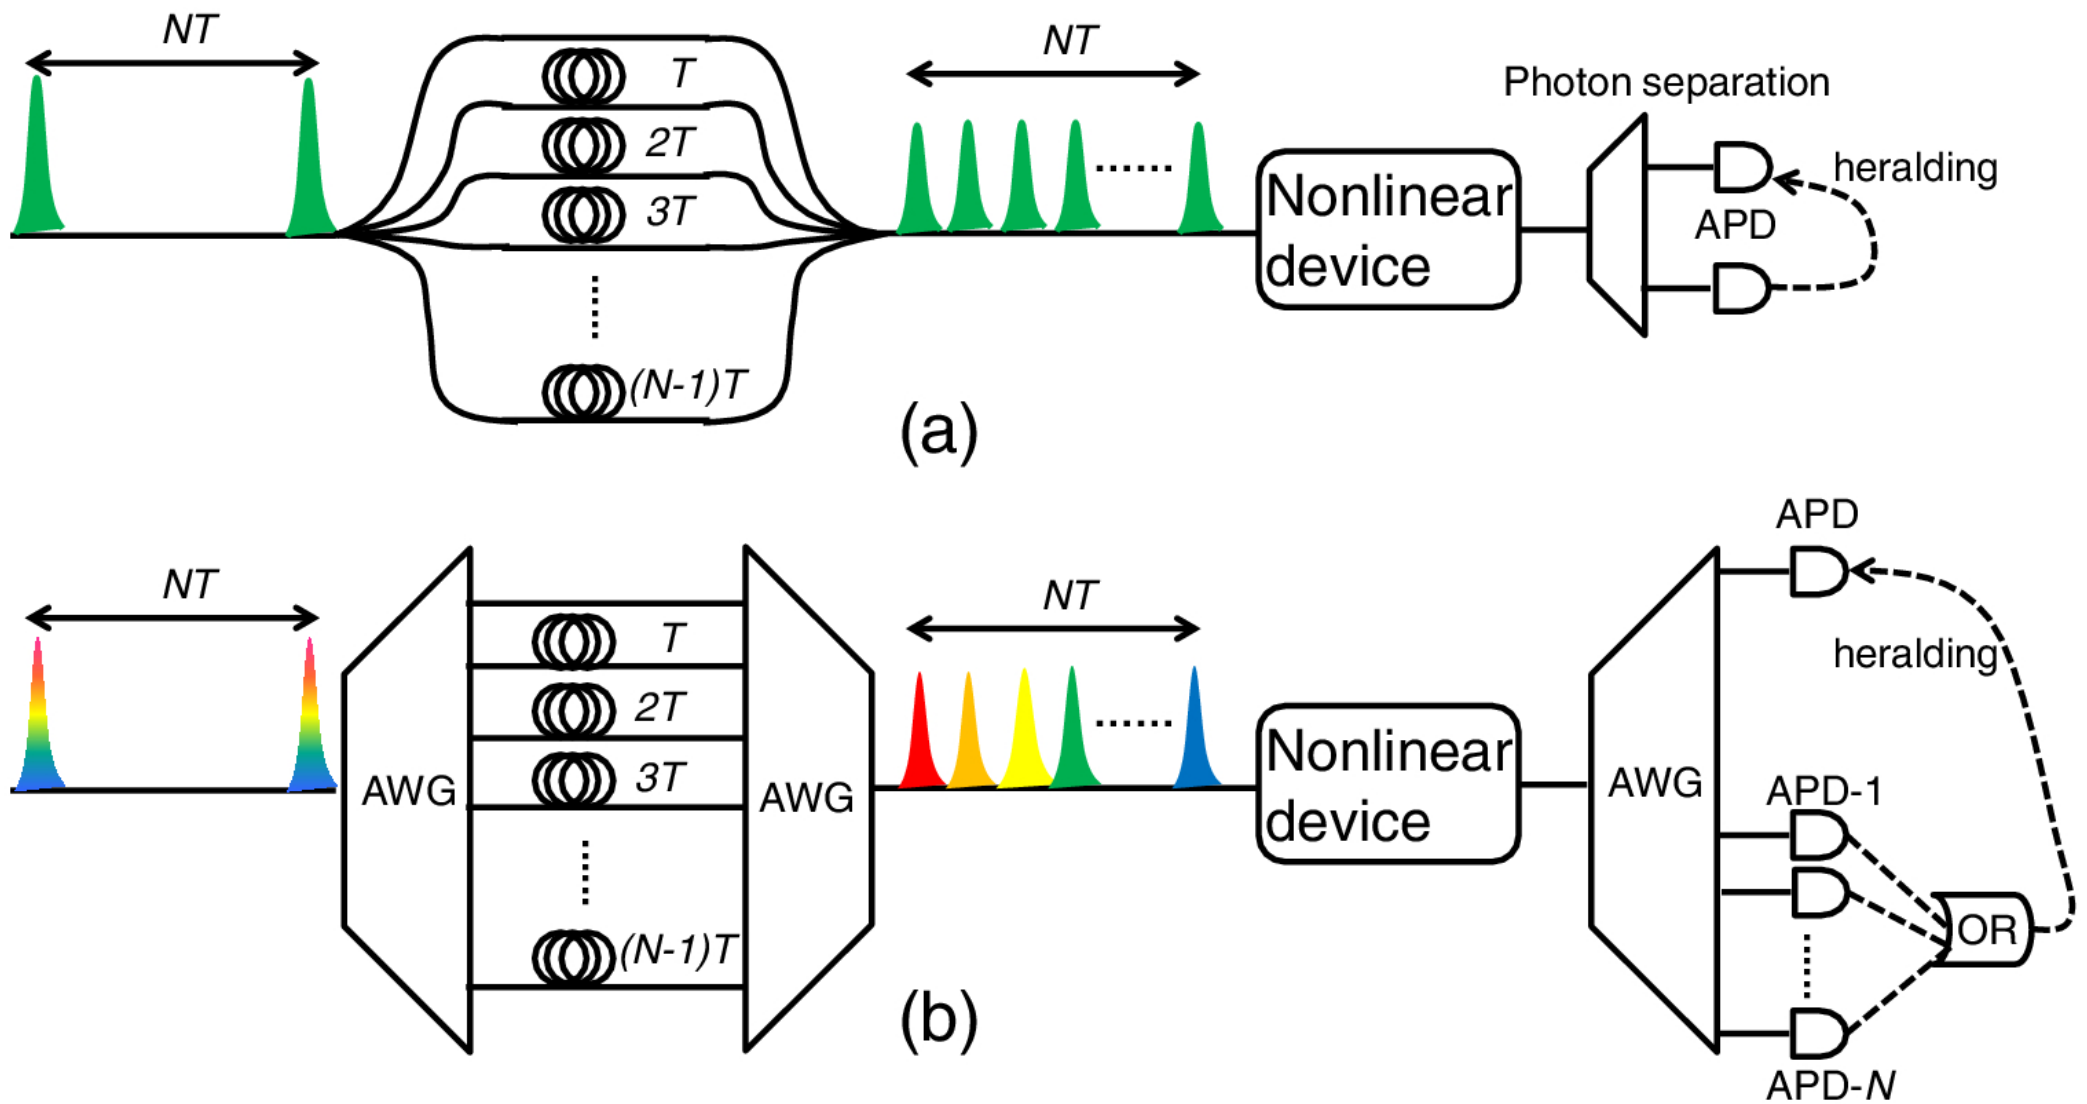 NT
T
2T
3T
(N-1)T
NT
Nonlinear
device
Photon separation
APD
heralding
(a)
NT
AWG
T
2T
3T
(N-1)T
AWG
NT
Nonlinear
device
AWG
APD
heralding
APD-1
OR
APD-N
(b)